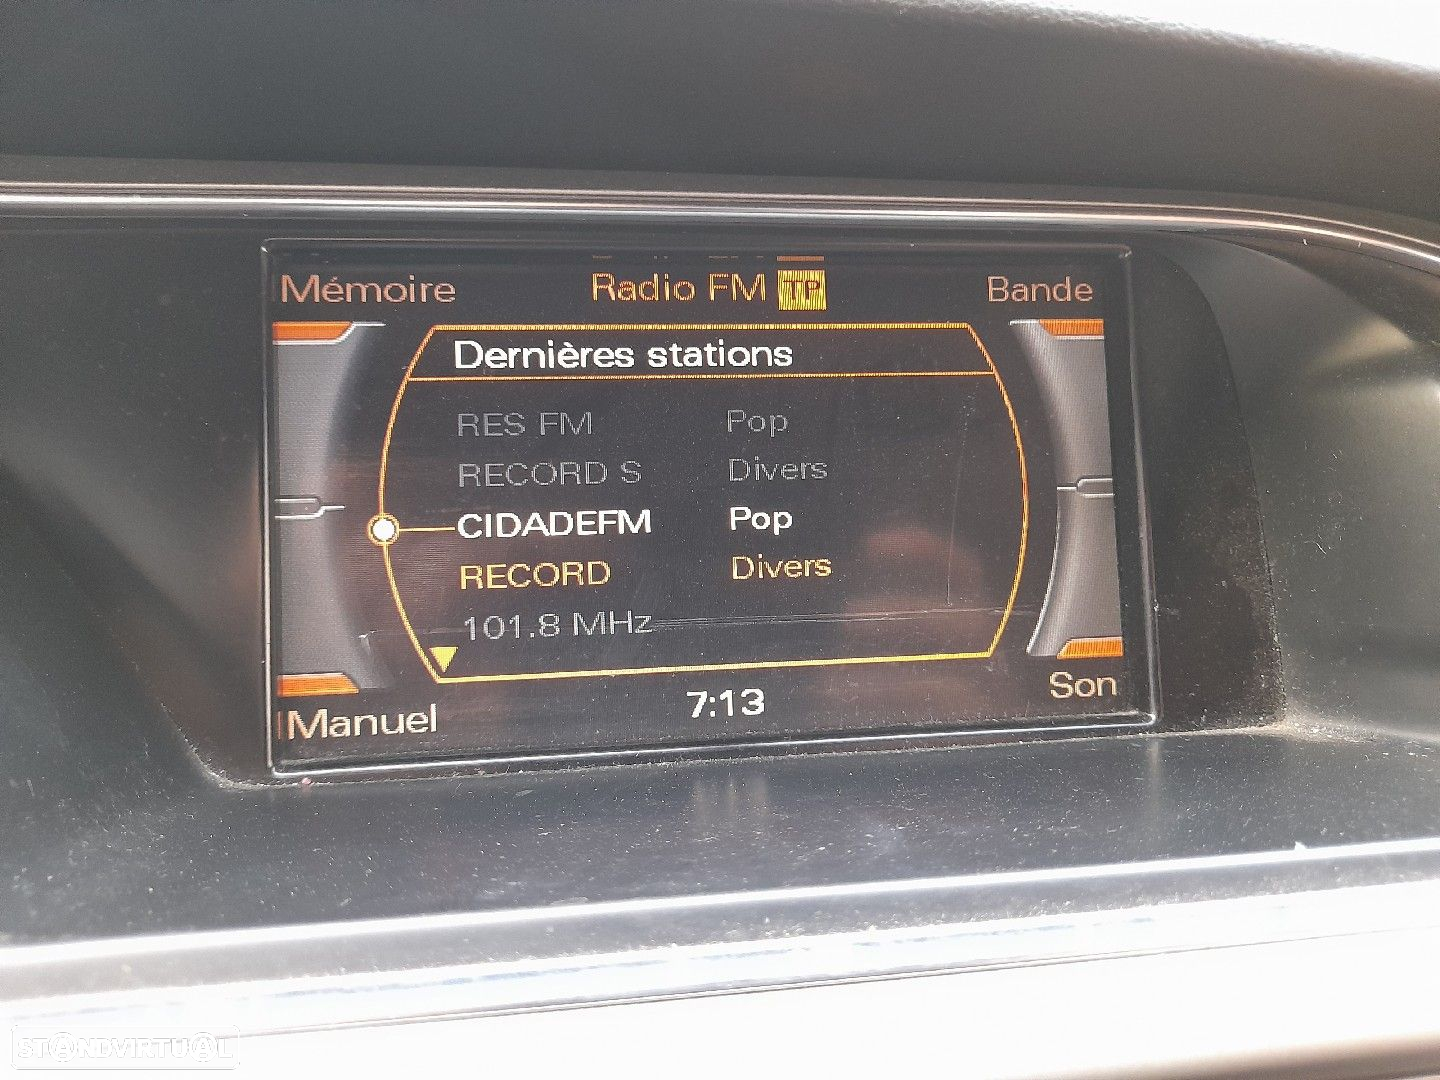 Mémoire Radio FM TP Bande
Dernières stations
RES FM Pop
RECORD S Divers
CIDADEFM Pop
RECORD Divers
101.8 MHz
Manuel 7:13 Son
STANDVIRTUAL